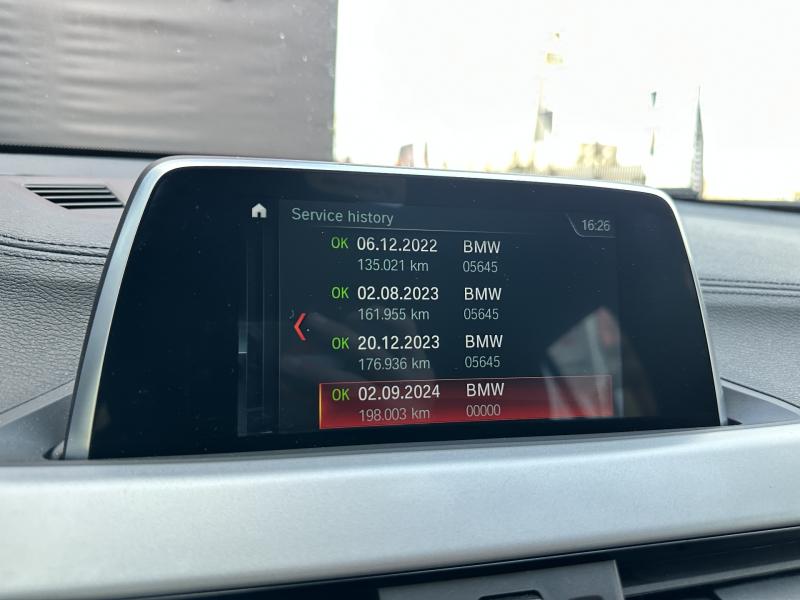 Service history
16:26
OK 06.12.2022 BMW
135.021 km 05645
OK 02.08.2023 BMW
161.955 km 05645
OK 20.12.2023 BMW
176.936 km 05645
OK 02.09.2024 BMW
198.003 km 00000